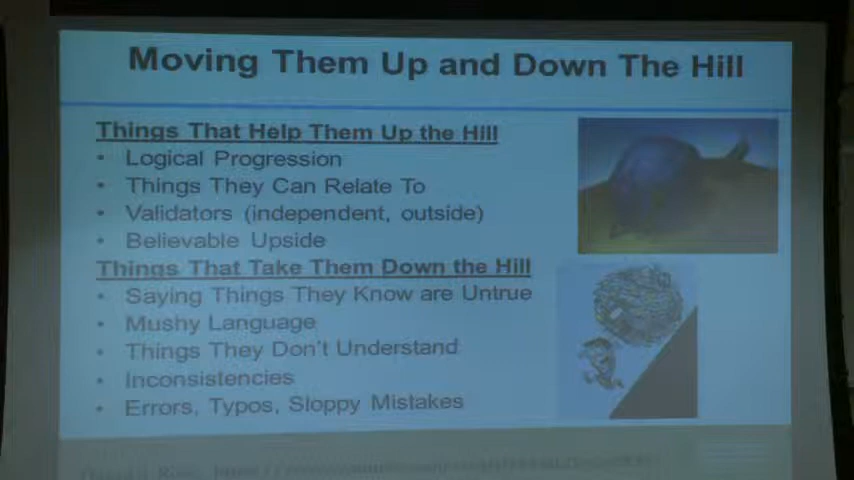 Moving Them Up and Down The Hill
Things That Help Them Up the Hill
• Logical Progression
• Things They Can Relate To
• Validators (independent, outside)
• Believable Upside
Things That Take Them Down the Hill
• Saying Things They Know are Untrue
• Mushy Language
• Things They Don't Understand
• Inconsistencies
• Errors, Typos, Sloppy Mistakes